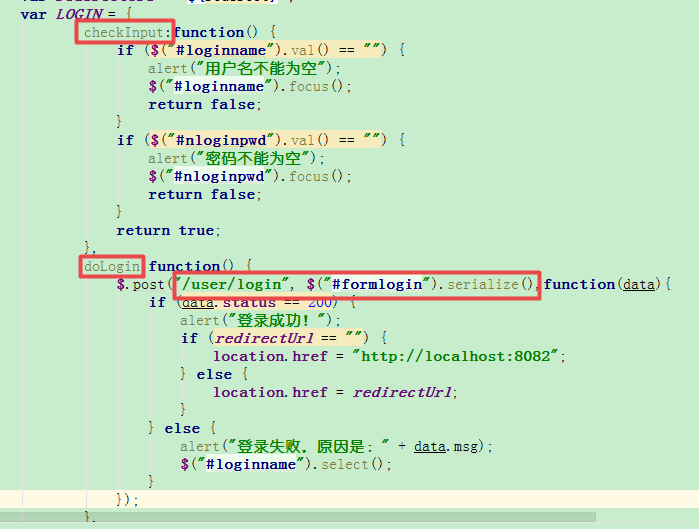 var LOGIN = {
checkInput:function() {
if ($("#loginname").val() == "") {
alert("用户名不能为空");
$("#loginname").focus();
return false;
}
if ($("#nloginpwd").val() == "") {
alert("密码不能为空");
$("#nloginpwd").focus();
return false;
}
return true;
},
doLogin function() {
$.post("/user/login", $("#formlogin").serialize(),function(data){
if (data.status == 200) {
alert("登录成功！");
if (redirectUrl == "") {
location.href = "http://localhost:8082";
} else {
location.href = redirectUrl;
}
} else {
alert("登录失败，原因是：" + data.msg);
$("#loginname").select();
}
});
},